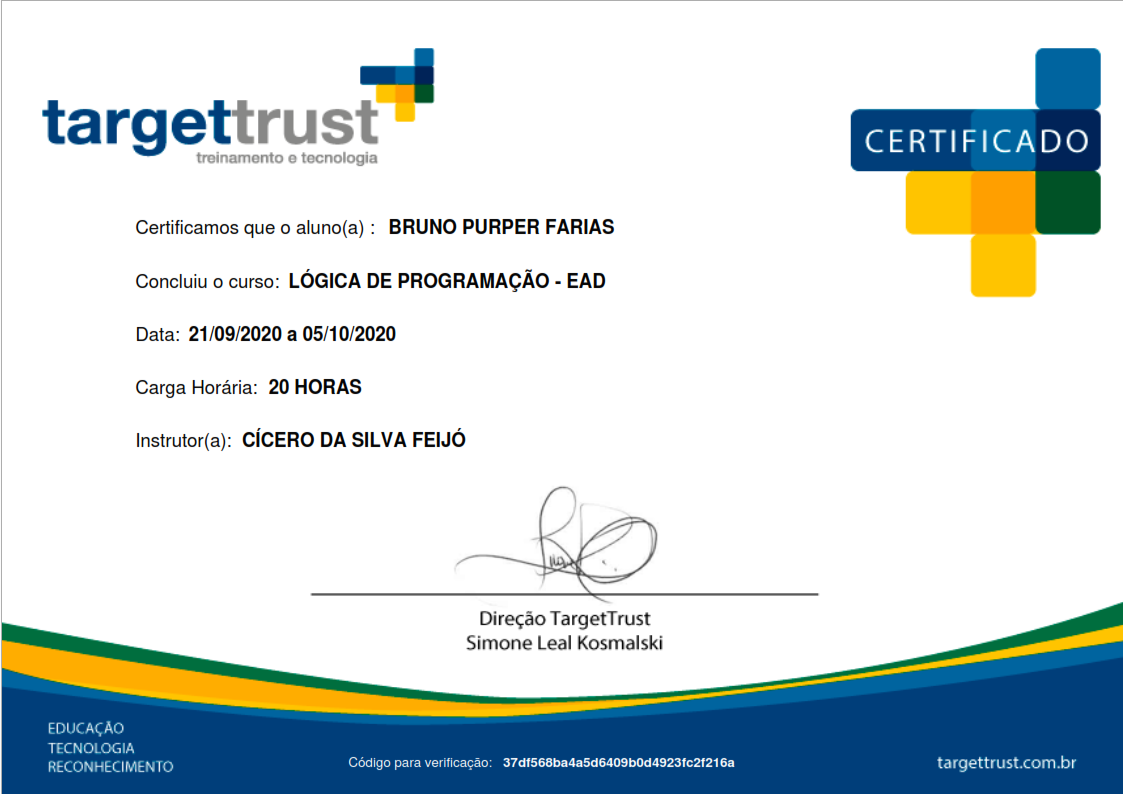 targettrust
treinamento e tecnologia
CERTIFICADO
Certificamos que o aluno(a) : BRUNO PURPER FARIAS
Concluiu o curso: LÓGICA DE PROGRAMAÇÃO - EAD
Data: 21/09/2020 a 05/10/2020
Carga Horária: 20 HORAS
Instrutor(a): CÍCERO DA SILVA FEIJÓ
Direção TargetTrust
Simone Leal Kosmalski
EDUCAÇÃO
TECNOLOGIA
RECONHECIMENTO
Código para verificação: 37df568ba4a5d6409b0d4923fc2f216a
targettrust.com.br